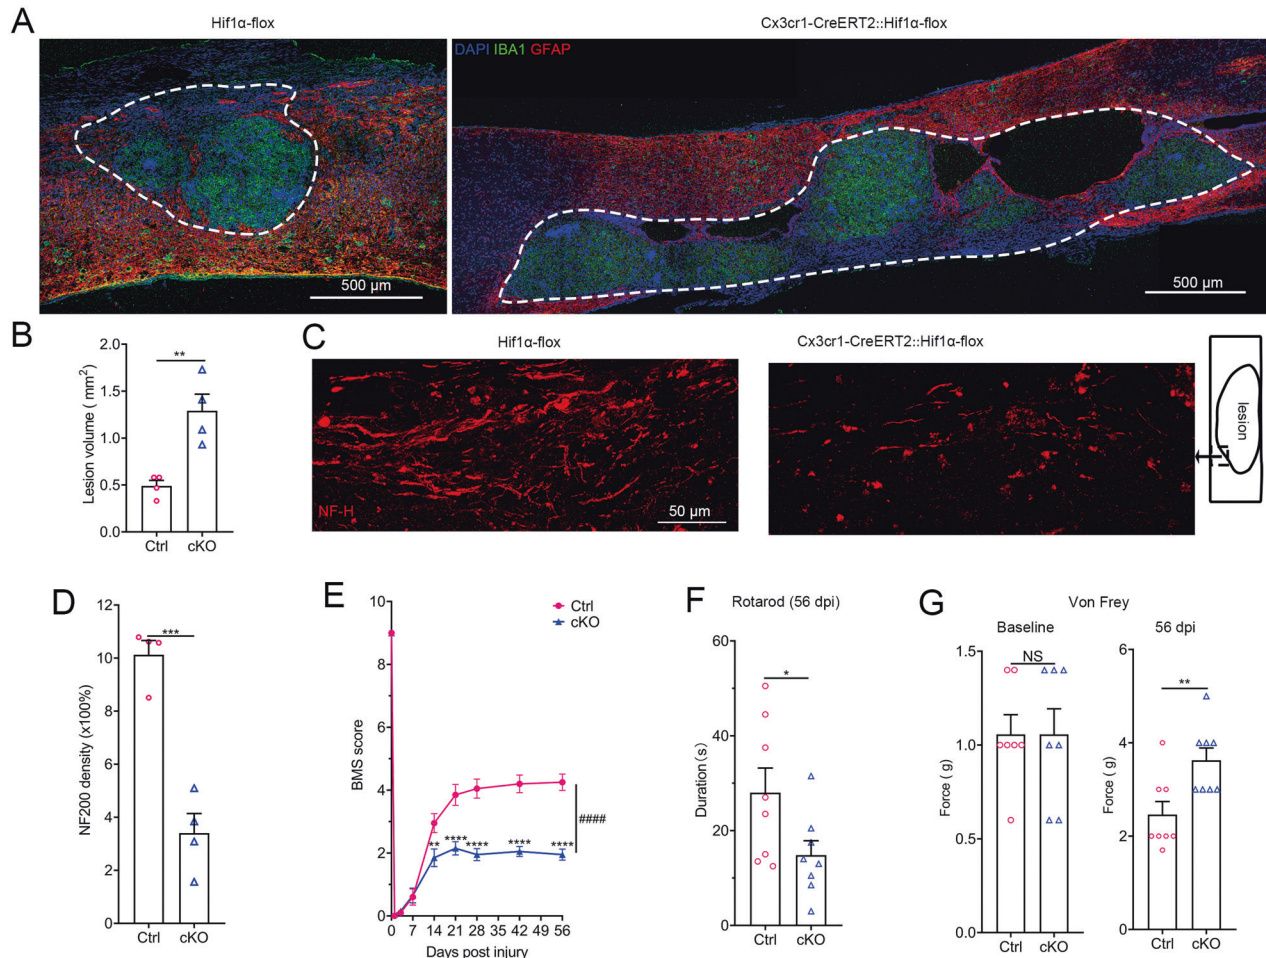 A
Hif1α-flox
Cx3cr1-CreERT2::Hif1α-flox
DAPI IBA1 GFAP
500 μm
500 μm
B
Lesion volume ( mm²)
2.0
1.5
1.0
0.5
0.0
**
Ctrl
cKO
C
Hif1α-flox
Cx3cr1-CreERT2::Hif1α-flox
NF-H
50 μm
lesion
D
NF200 density (x100%)
12
10
8
6
4
2
0
***
Ctrl
cKO
E
BMS score
10
8
6
4
2
0
Ctrl
cKO
** **** **** **** ****
####
0 7 14 21 28 35 42 49 56
Days post injury
F
Rotarod (56 dpi)
Duration(s)
60
40
20
0
*
Ctrl
cKO
G
Von Frey
Baseline
Force ( g)
1.5
1.0
0.5
0.0
NS
Ctrl
cKO
56 dpi
Force ( g)
6
4
2
0
**
Ctrl
cKO